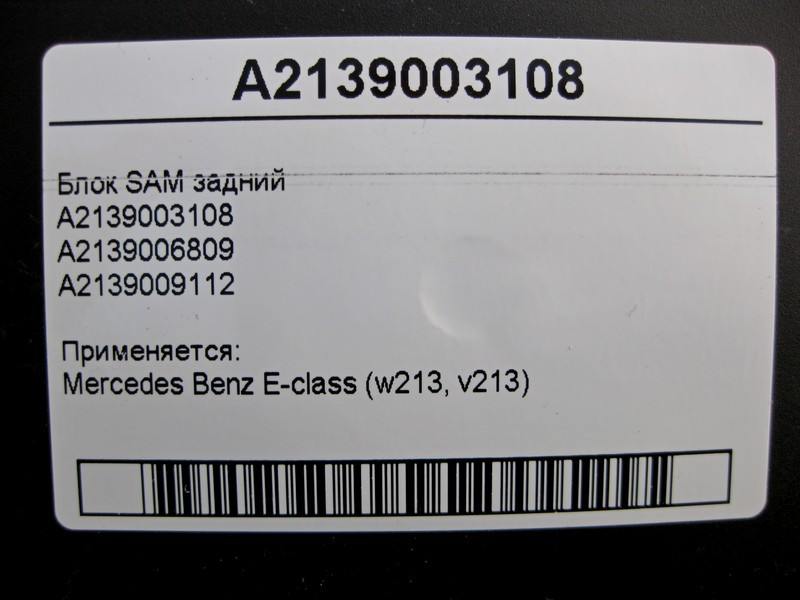 A2139003108
Блок SAM задний
A2139003108
A2139006809
A2139009112
Применяется:
Mercedes Benz E-class (w213, v213)